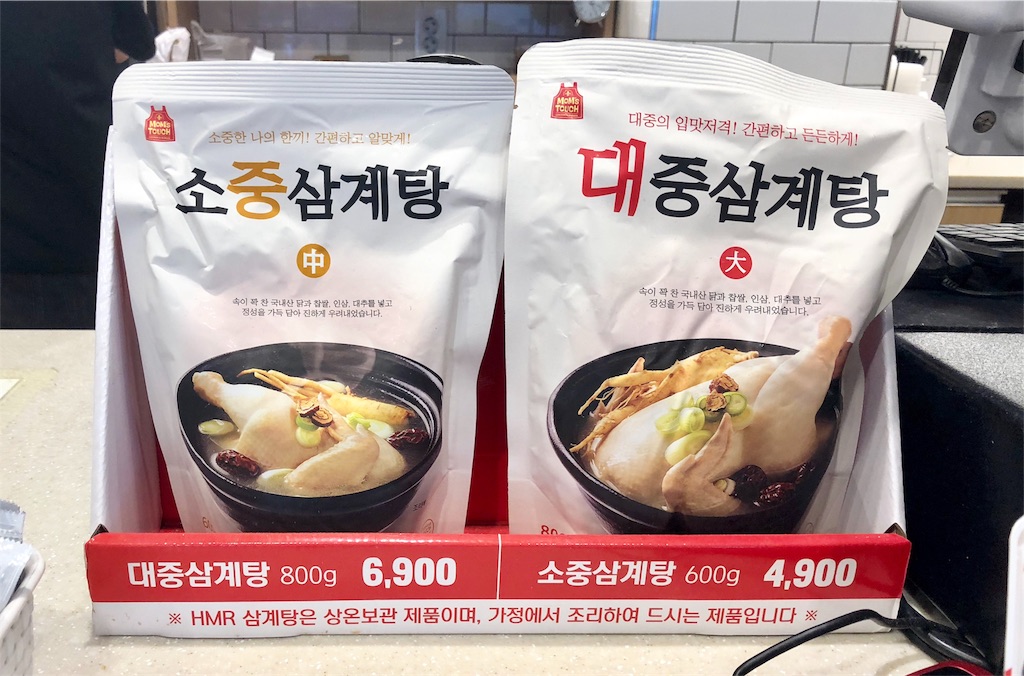 MOM'S
TOUCH
소중한 나의 한끼! 간편하고 알맞게!
소중삼계탕
中
속이 꽉 찬 국내산 닭과 찹쌀, 인삼, 대추를 넣고
정성을 가득 담아 진하게 우려내었습니다.
MOM'S
TOUCH
대중의 입맛저격! 간편하고 든든하게!
대중삼계탕
大
속이 꽉 찬 국내산 닭과 찹쌀, 인삼, 대추를 넣고
정성을 가득 담아 진하게 우려내었습니다.
대중삼계탕 800g 6,900
소중삼계탕 600g 4,900
※ HMR 삼계탕은 상온보관 제품이며, 가정에서 조리하여 드시는 제품입니다 ※